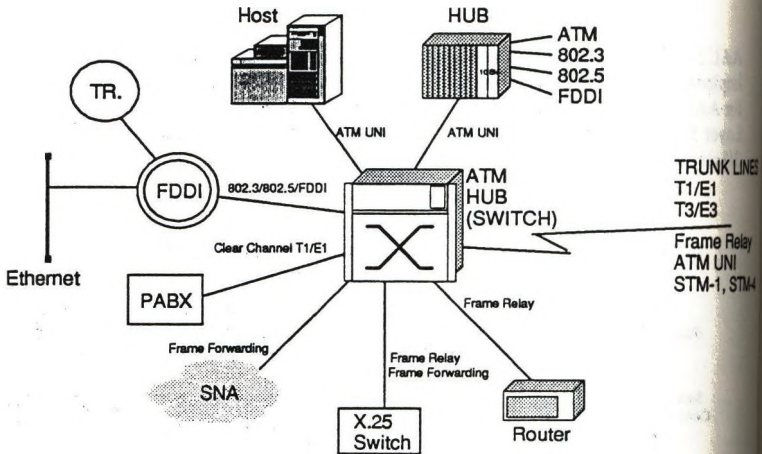 Host
HUB
ATM
802.3
802.5
FDDI
TR.
ATM UNI
ATM UNI
FDDI
802.3/802.5/FDDI
ATM
HUB
(SWITCH)
TRUNK LINES
T1/E1
T3/E3
Frame Relay
ATM UNI
STM-1, STM-4
Clear Channel T1/E1
Ethernet
PABX
Frame Relay
Frame Forwarding
SNA
Frame Relay
Frame Forwarding
X.25
Switch
Router